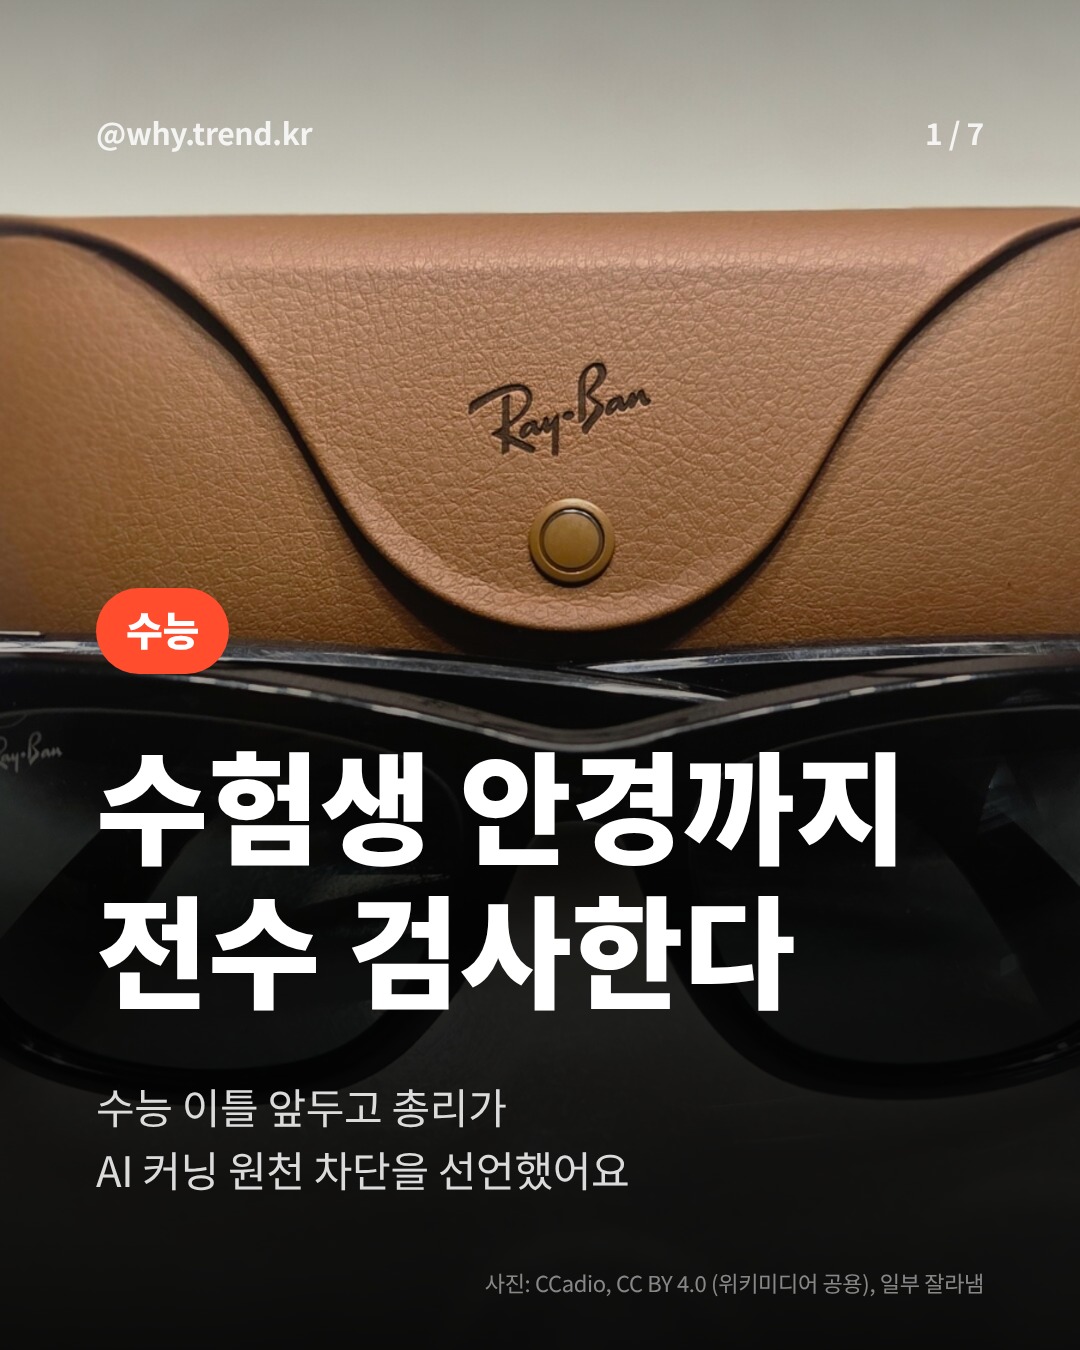 @why.trend.kr
1 / 7
Ray-Ban
수능
Ray-Ban
수험생 안경까지
전수 검사한다
수능 이틀 앞두고 총리가
AI 커닝 원천 차단을 선언했어요
사진: CCadio, CC BY 4.0 (위키미디어 공용), 일부 잘라냄